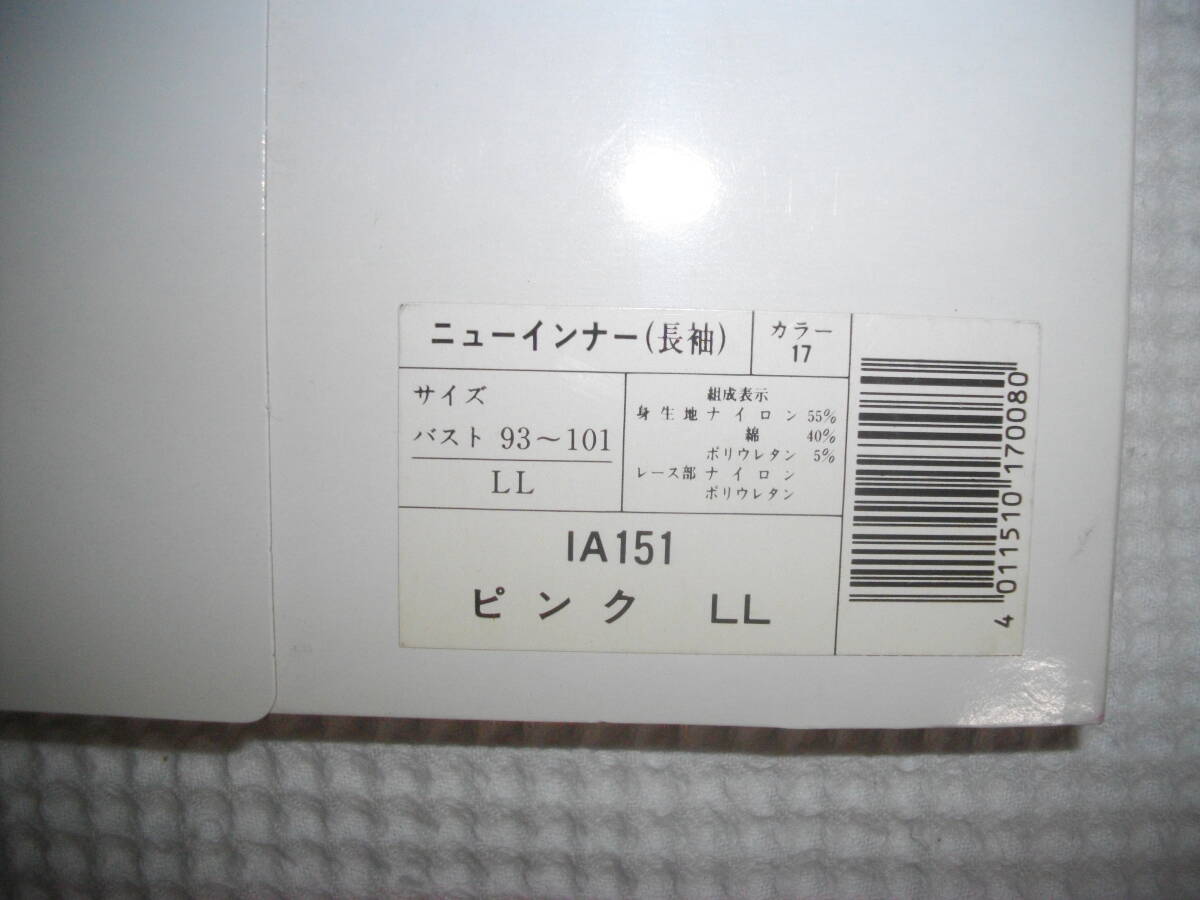 ニューインナー(長袖)
カラー
17
サイズ
バスト 93～101
LL
組成表示
身生地 ナイロン 55%
綿 40%
ポリウレタン 5%
レース部 ナイロン
ポリウレタン
IA151
ピンク LL
4 011510 170080